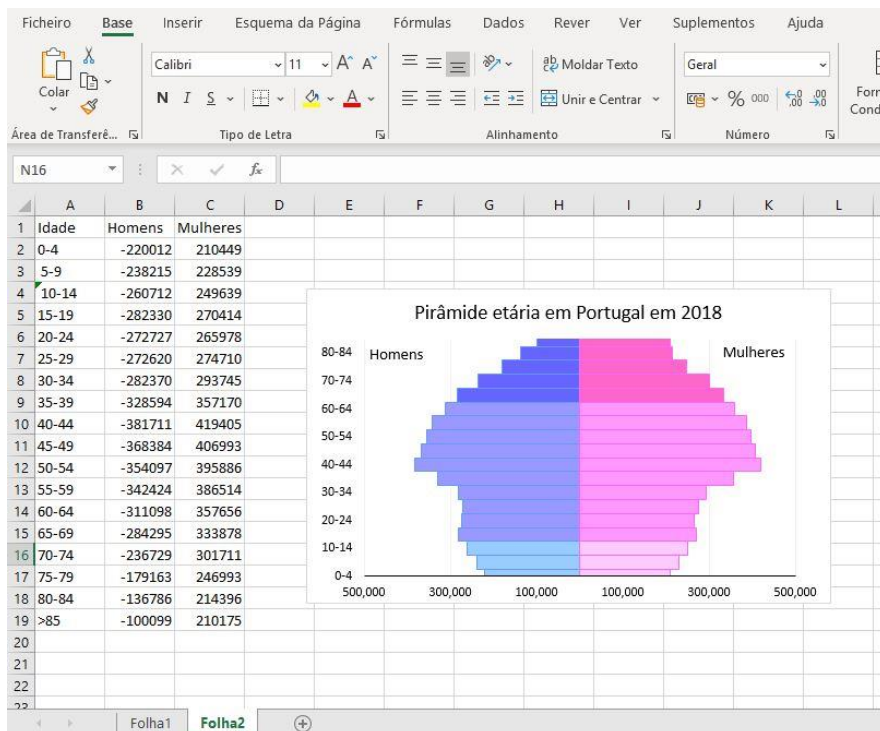 Ficheiro Base Inserir Esquema da Página Fórmulas Dados Rever Ver Suplementos Ajuda
Colar
Calibri 11 A A
N I S A
ab Moldar Texto
Unir e Centrar
Geral
% 000
Área de Transferê... Tipo de Letra Alinhamento Número
N16 fx
A B C D E F G H I J K L
1 Idade Homens Mulheres
2 0-4 -220012 210449
3 5-9 -238215 228539
4 10-14 -260712 249639
5 15-19 -282330 270414
6 20-24 -272727 265978
7 25-29 -272620 274710
8 30-34 -282370 293745
9 35-39 -328594 357170
10 40-44 -381711 419405
11 45-49 -368384 406993
12 50-54 -354097 395886
13 55-59 -342424 386514
14 60-64 -311098 357656
15 65-69 -284295 333878
16 70-74 -236729 301711
17 75-79 -179163 246993
18 80-84 -136786 214396
19 >85 -100099 210175
20
21
22
Pirâmide etária em Portugal em 2018
Homens Mulheres
80-84
70-74
60-64
50-54
40-44
30-34
20-24
10-14
0-4
500,000 300,000 100,000 100,000 300,000 500,000
Folha1 Folha2